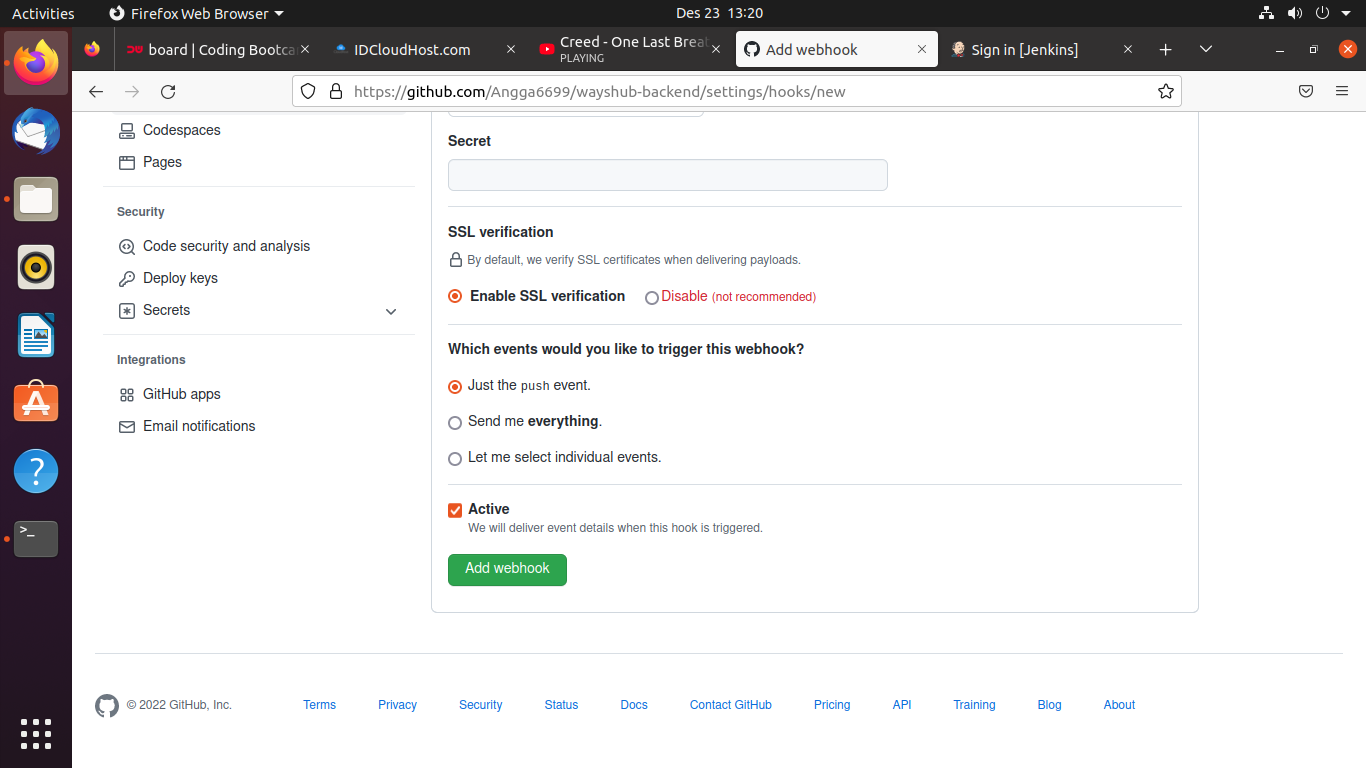 Activities
Firefox Web Browser
Des 23 13:20
board | Coding Bootca
IDCloudHost.com
Creed - One Last Breat
PLAYING
Add webhook
Sign in [Jenkins]
https://github.com/Angga6699/wayshub-backend/settings/hooks/new
Codespaces
Pages
Security
Code security and analysis
Deploy keys
Secrets
Integrations
GitHub apps
Email notifications
Secret
SSL verification
By default, we verify SSL certificates when delivering payloads.
Enable SSL verification
Disable (not recommended)
Which events would you like to trigger this webhook?
Just the push event.
Send me everything.
Let me select individual events.
Active
We will deliver event details when this hook is triggered.
Add webhook
© 2022 GitHub, Inc.
Terms
Privacy
Security
Status
Docs
Contact GitHub
Pricing
API
Training
Blog
About